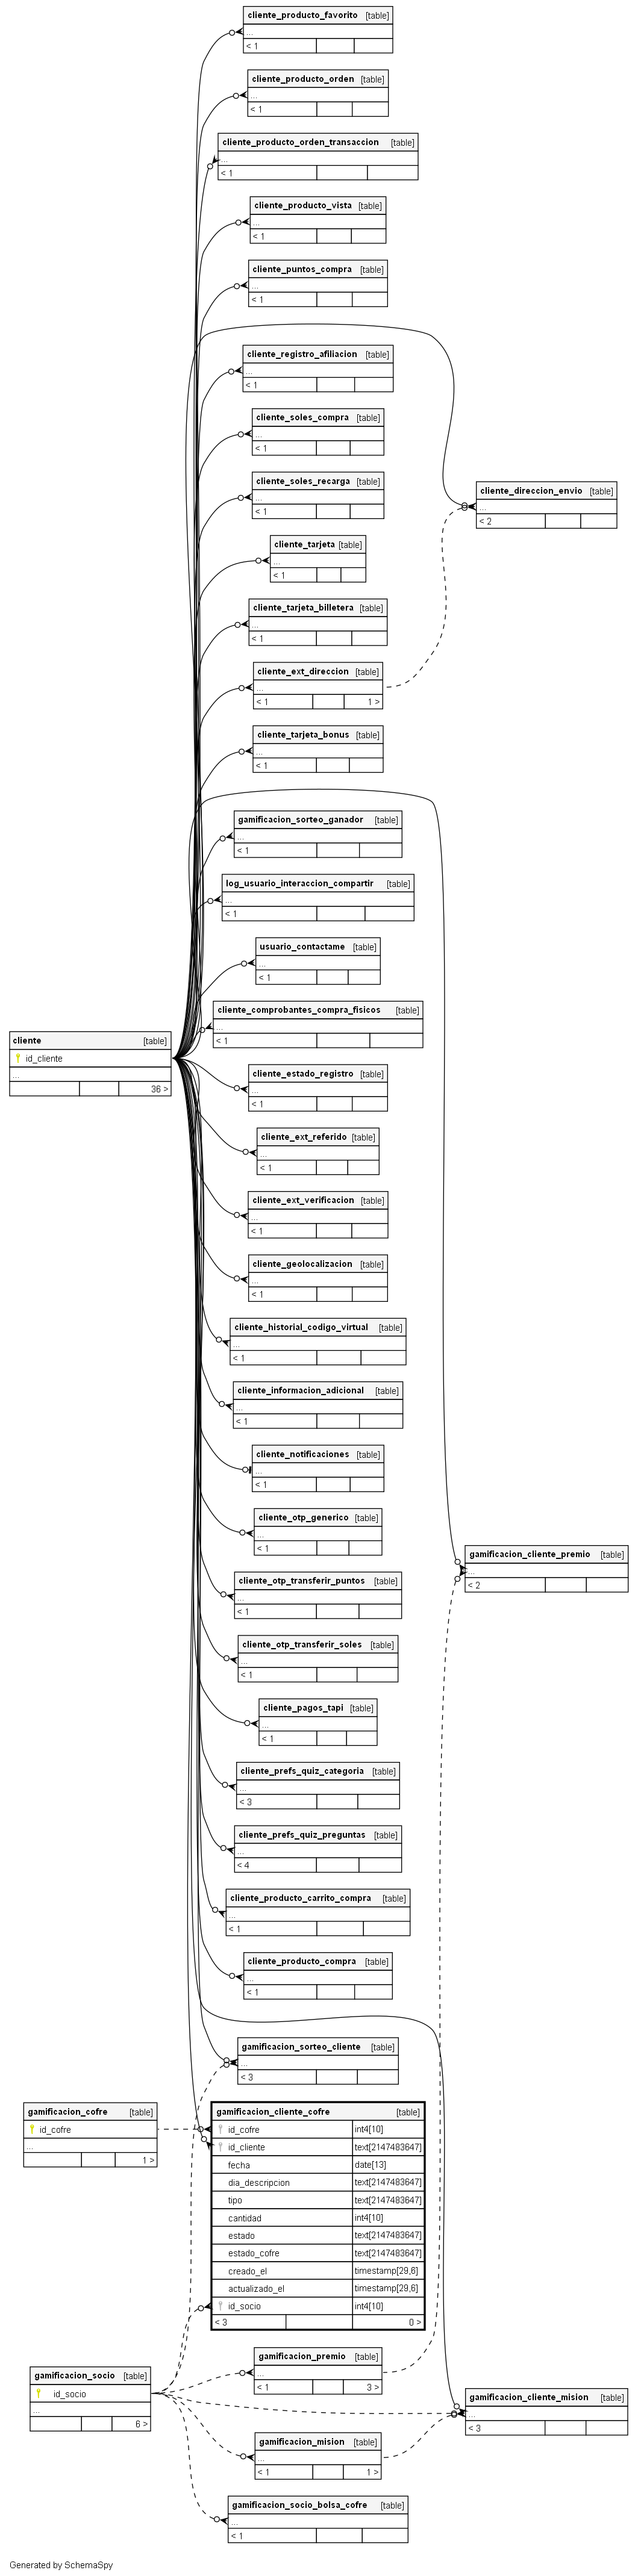 cliente_producto_favorito [table]
...
< 1
cliente_producto_orden [table]
...
< 1
cliente_producto_orden_transaccion [table]
...
< 1
cliente_producto_vista [table]
...
< 1
cliente_puntos_compra [table]
...
< 1
cliente_registro_afiliacion [table]
...
< 1
cliente_soles_compra [table]
...
< 1
cliente_soles_recarga [table]
...
< 1
cliente_direccion_envio [table]
...
< 2
cliente_tarjeta [table]
...
< 1
cliente_tarjeta_billetera [table]
...
< 1
cliente_ext_direccion [table]
...
< 1 1 >
cliente_tarjeta_bonus [table]
...
< 1
gamificacion_sorteo_ganador [table]
...
< 1
log_usuario_interaccion_compartir [table]
...
< 1
usuario_contactame [table]
...
< 1
cliente_comprobantes_compra_fisicos [table]
...
< 1
cliente [table]
id_cliente
...
36 >
cliente_estado_registro [table]
...
< 1
cliente_ext_referido [table]
...
< 1
cliente_ext_verificacion [table]
...
< 1
cliente_geolocalizacion [table]
...
< 1
cliente_historial_codigo_virtual [table]
...
< 1
cliente_informacion_adicional [table]
...
< 1
cliente_notificaciones [table]
...
< 1
cliente_otp_generico [table]
...
< 1
gamificacion_cliente_premio [table]
...
< 2
cliente_otp_transferir_puntos [table]
...
< 1
cliente_otp_transferir_soles [table]
...
< 1
cliente_pagos_tapi [table]
...
< 1
cliente_prefs_quiz_categoria [table]
...
< 3
cliente_prefs_quiz_preguntas [table]
...
< 4
cliente_producto_carrito_compra [table]
...
< 1
cliente_producto_compra [table]
...
< 1
gamificacion_sorteo_cliente [table]
...
< 3
gamificacion_cofre [table]
id_cofre
...
1 >
gamificacion_cliente_cofre [table]
id_cofre int4[10]
id_cliente text[2147483647]
fecha date[13]
dia_descripcion text[2147483647]
tipo text[2147483647]
cantidad int4[10]
estado text[2147483647]
estado_cofre text[2147483647]
creado_el timestamp[29,6]
actualizado_el timestamp[29,6]
id_socio int4[10]
< 3 0 >
gamificacion_premio [table]
...
< 1 3 >
gamificacion_socio [table]
id_socio
...
6 >
gamificacion_cliente_mision [table]
...
< 3
gamificacion_mision [table]
...
< 1 1 >
gamificacion_socio_bolsa_cofre [table]
...
< 1
Generated by SchemaSpy